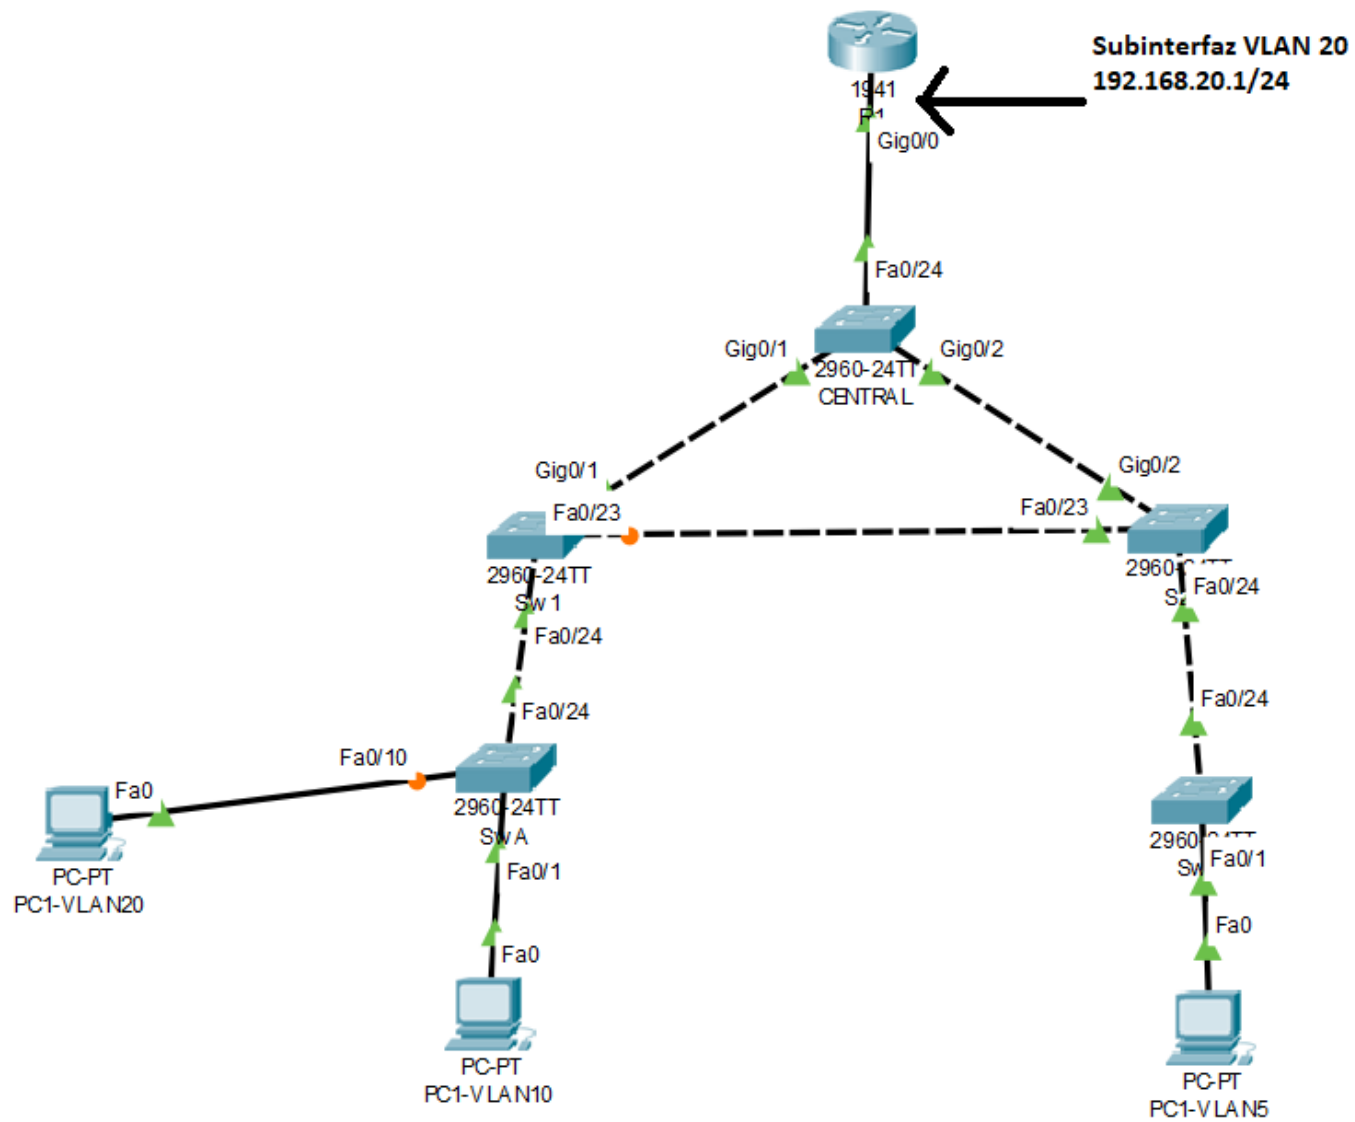 Subinterfaz VLAN 20
192.168.20.1/24
1941
Gig0/0
Fa0/24
Gig0/1
Gig0/2
2960-24TT
CENTRAL
Gig0/1
Gig0/2
Fa0/23
Fa0/23
2960-24TT
Sw1
Fa0/24
Fa0/24
Fa0/24
Fa0/24
Fa0/10
Fa0
2960-24TT
SwA
PC-PT
PC1-VLAN20
Fa0/1
Fa0/1
Fa0
Fa0
PC-PT
PC1-VLAN10
PC-PT
PC1-VLAN5